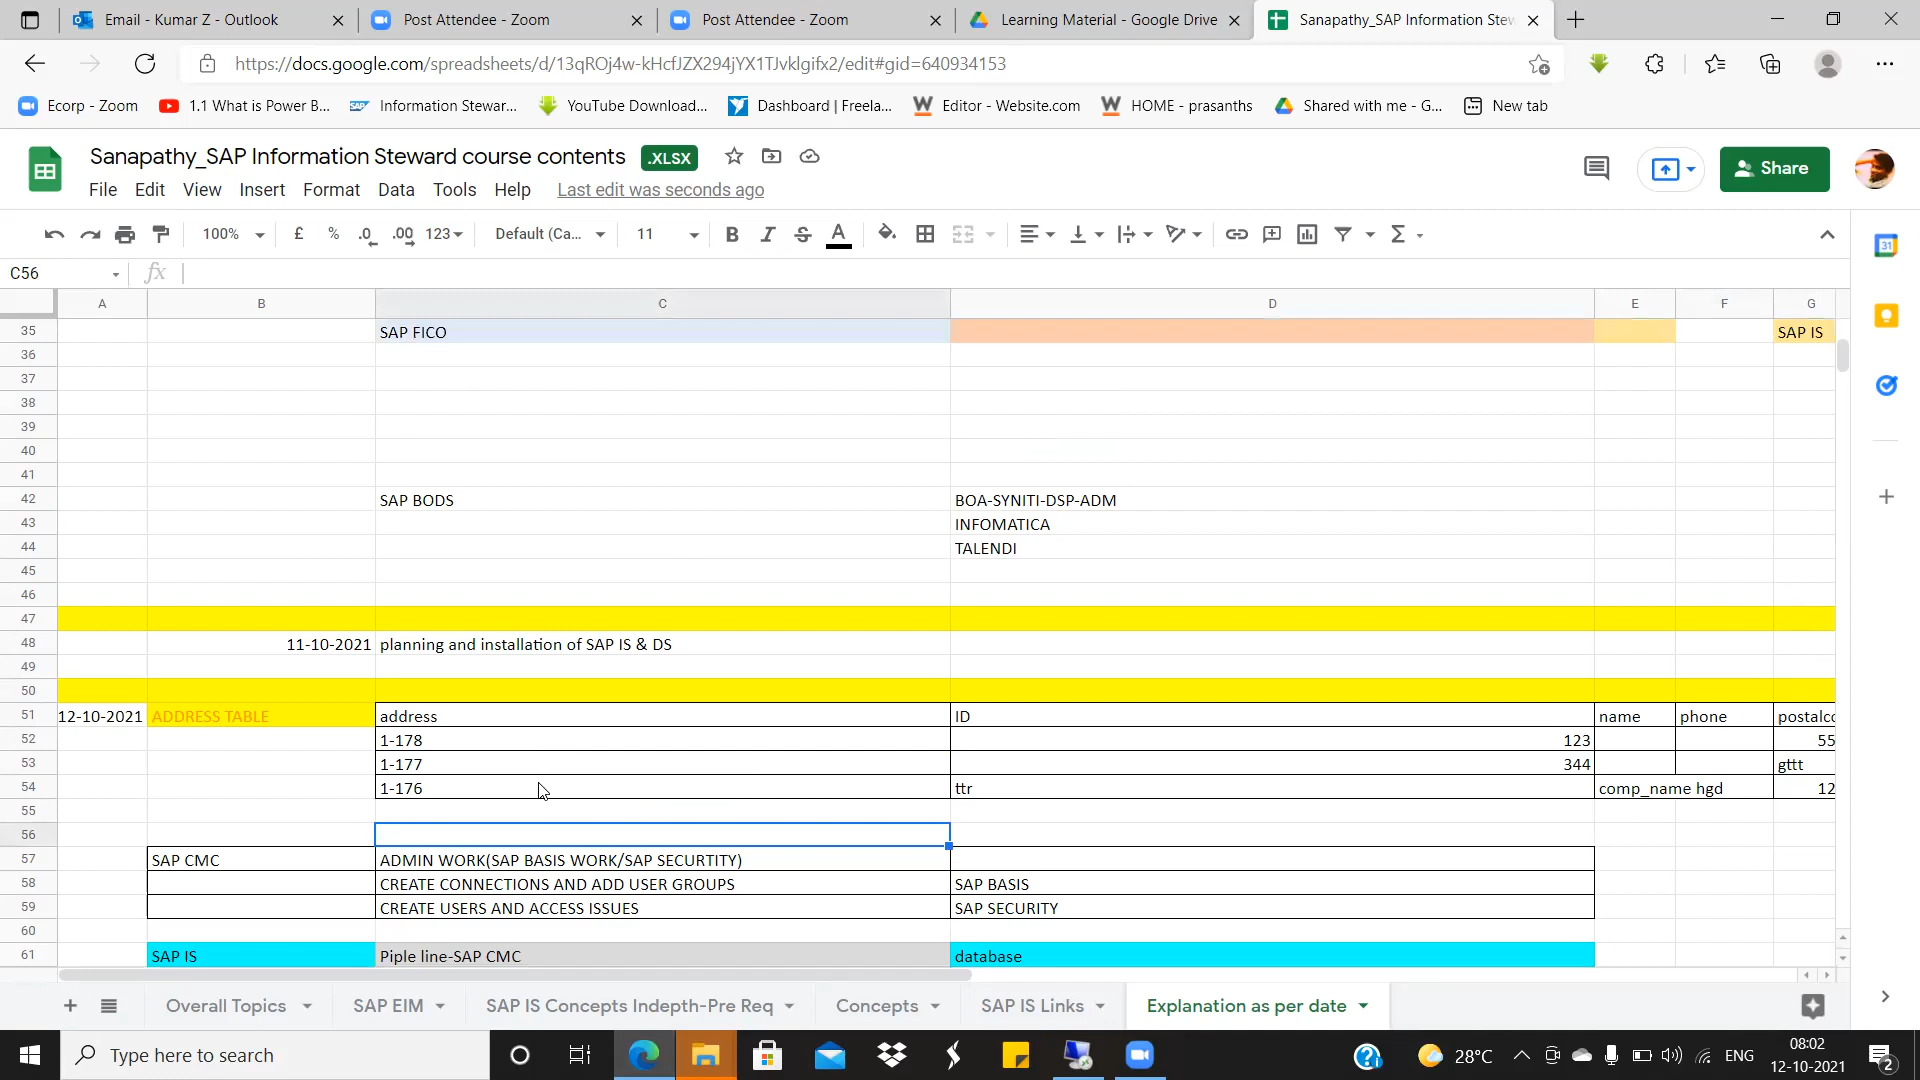 Email - Kumar Z - Outlook
Post Attendee - Zoom
Post Attendee - Zoom
Learning Material - Google Drive
Sanapathy_SAP Information Stew
https://docs.google.com/spreadsheets/d/13qROj4w-kHcfJZX294jYX1TJvklgifx2/edit#gid=640934153
Ecorp - Zoom
1.1 What is Power B...
Information Stewar...
YouTube Download...
Dashboard | Freela...
Editor - Website.com
HOME - prasanths
Shared with me - G...
New tab
Sanapathy_SAP Information Steward course contents .XLSX
File Edit View Insert Format Data Tools Help Last edit was seconds ago
Share
100% £ % .0 .00 123 Default (Ca... 11 B I S A
C56 fx
A B C D E F G
35 SAP FICO SAP IS
36
37
38
39
40
41
42 SAP BODS BOA-SYNITI-DSP-ADM
43 INFOMATICA
44 TALENDI
45
46
47
48 11-10-2021 planning and installation of SAP IS & DS
49
50
51 12-10-2021 ADDRESS TABLE address ID name phone postalco
52 1-178 123 55
53 1-177 344 gttt
54 1-176 ttr comp_name hgd 12
55
56
57 SAP CMC ADMIN WORK(SAP BASIS WORK/SAP SECURTITY)
58 CREATE CONNECTIONS AND ADD USER GROUPS SAP BASIS
59 CREATE USERS AND ACCESS ISSUES SAP SECURITY
60
61 SAP IS Piple line-SAP CMC database
Overall Topics SAP EIM SAP IS Concepts Indepth-Pre Req Concepts SAP IS Links Explanation as per date
Type here to search
28°C
ENG
08:02
12-10-2021
2
31